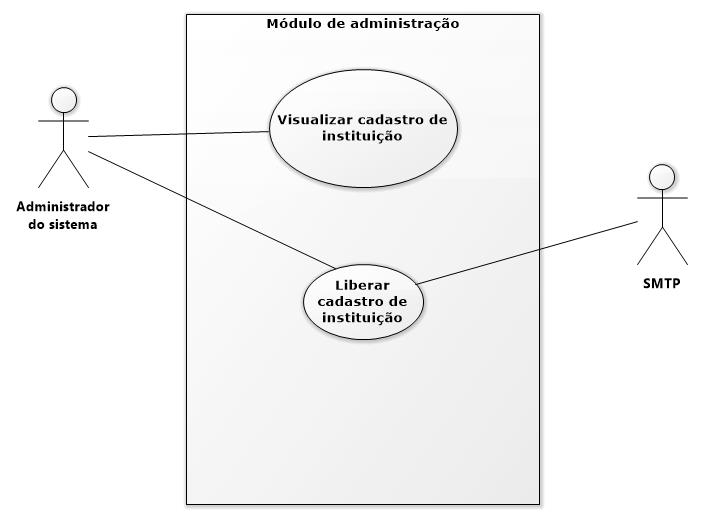 Módulo de administração
Visualizar cadastro de
instituição
Administrador
do sistema
Liberar
cadastro de
instituição
SMTP